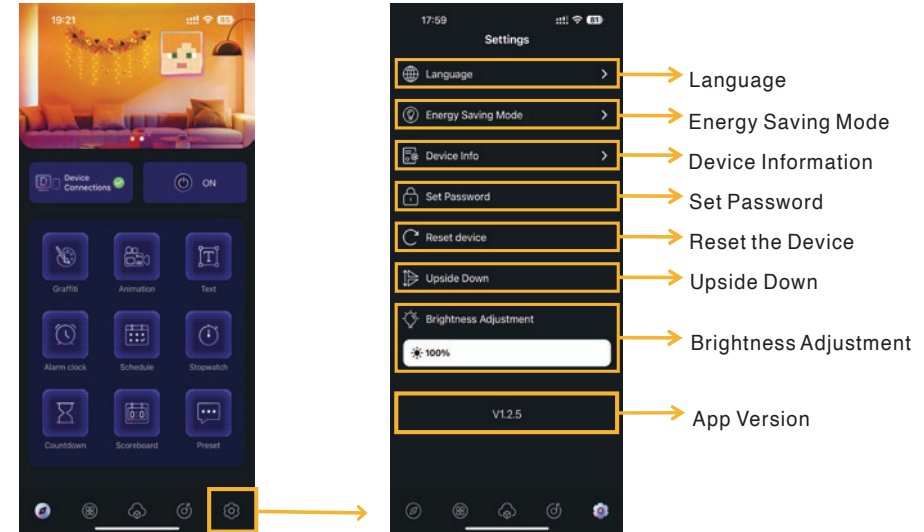 19:21
85
Device
Connections
ON
Graffiti
Animation
Text
Alarm clock
Schedule
Stopwatch
Countdown
Scoreboard
Preset
17:59
81
Settings
Language
Language
Energy Saving Mode
Energy Saving Mode
Device Info
Device Information
Set Password
Set Password
Reset device
Reset the Device
Upside Down
Upside Down
Brightness Adjustment
100%
Brightness Adjustment
V1.2.5
App Version